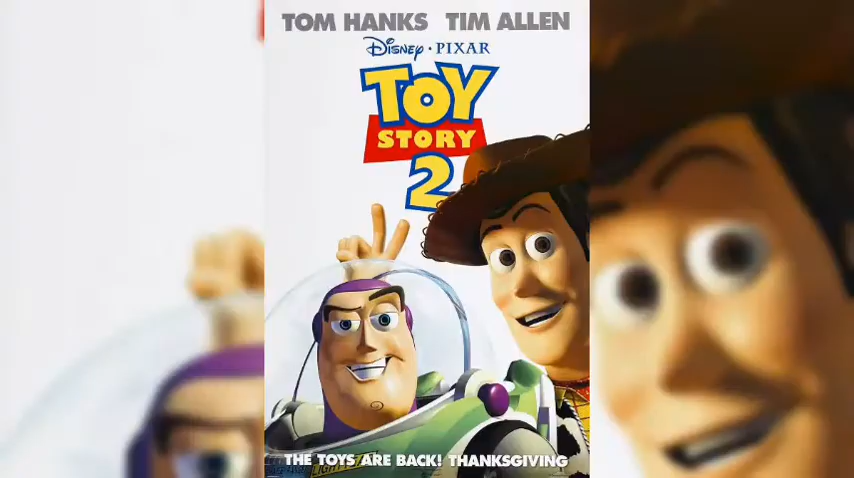 TOM HANKS TIM ALLEN
Disney · PIXAR
TOY
STORY
2
THE TOYS ARE BACK! THANKSGIVING